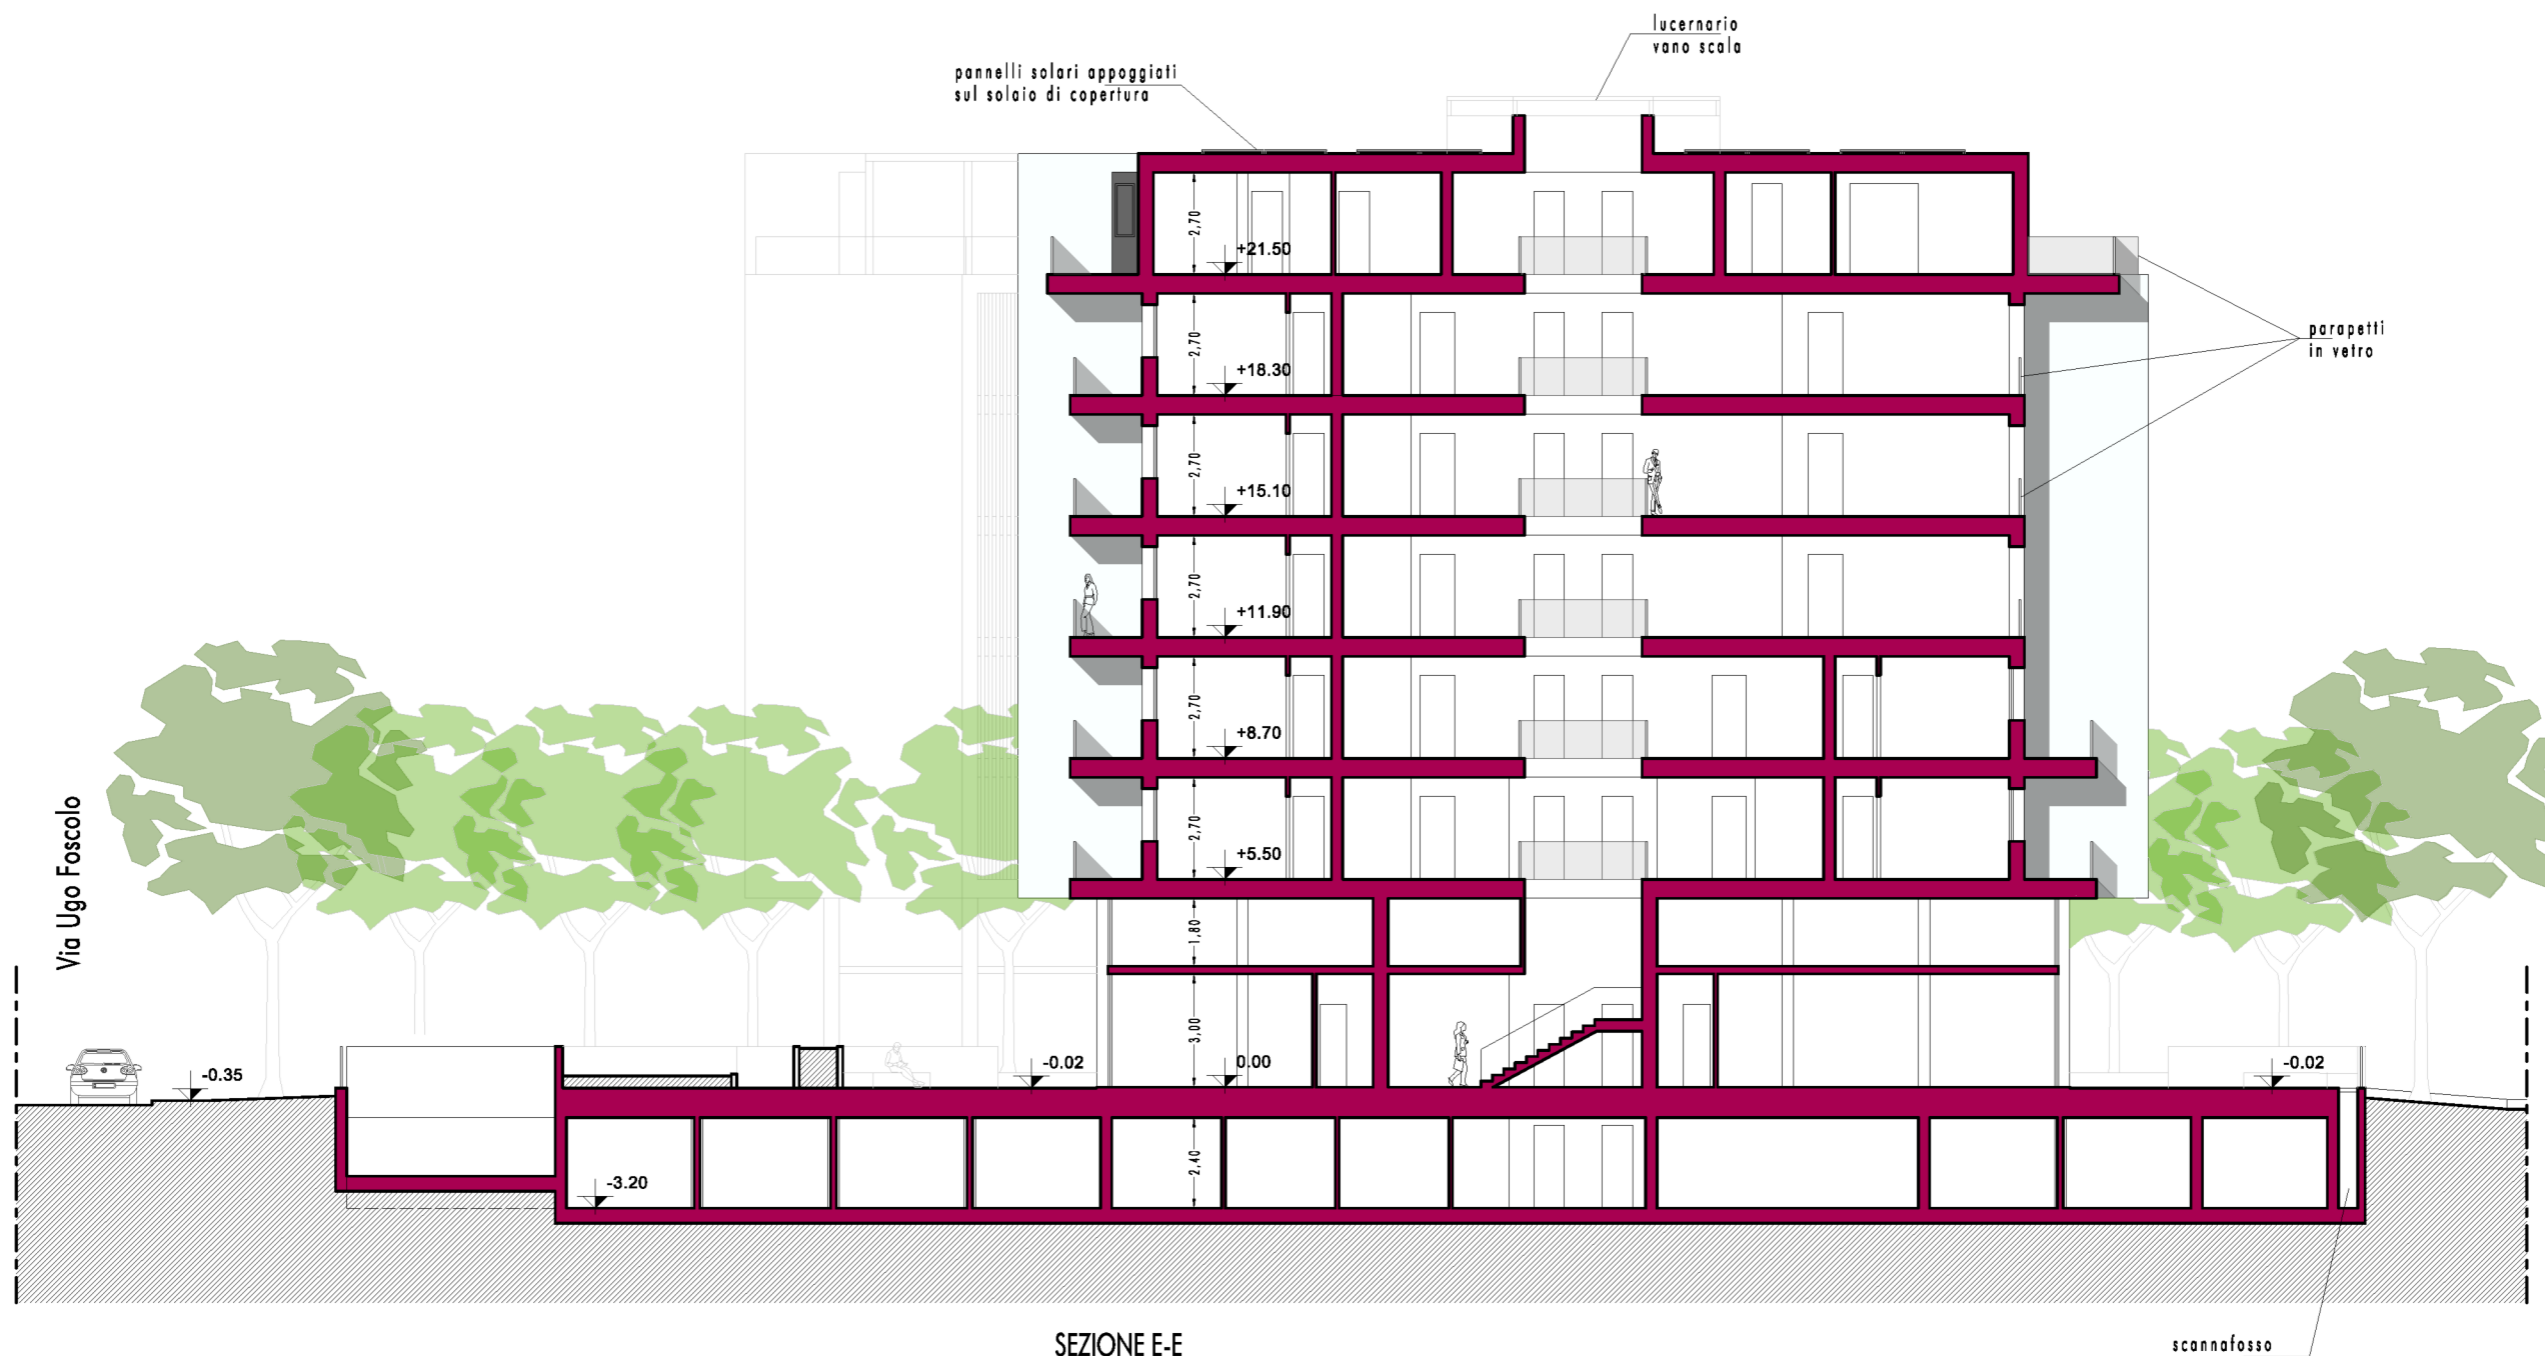 lucernario
vano scala
pannelli solari appoggiati
sul solaio di copertura
2,70
+21.50
parapetti
in vetro
2,70
+18.30
2,70
+15.10
2,70
+11.90
2,70
+8.70
2,70
+5.50
Via Ugo Foscolo
1,80
3,00
-0.35
-0.02
0.00
-0.02
2,40
-3.20
SEZIONE E-E
scannafosso